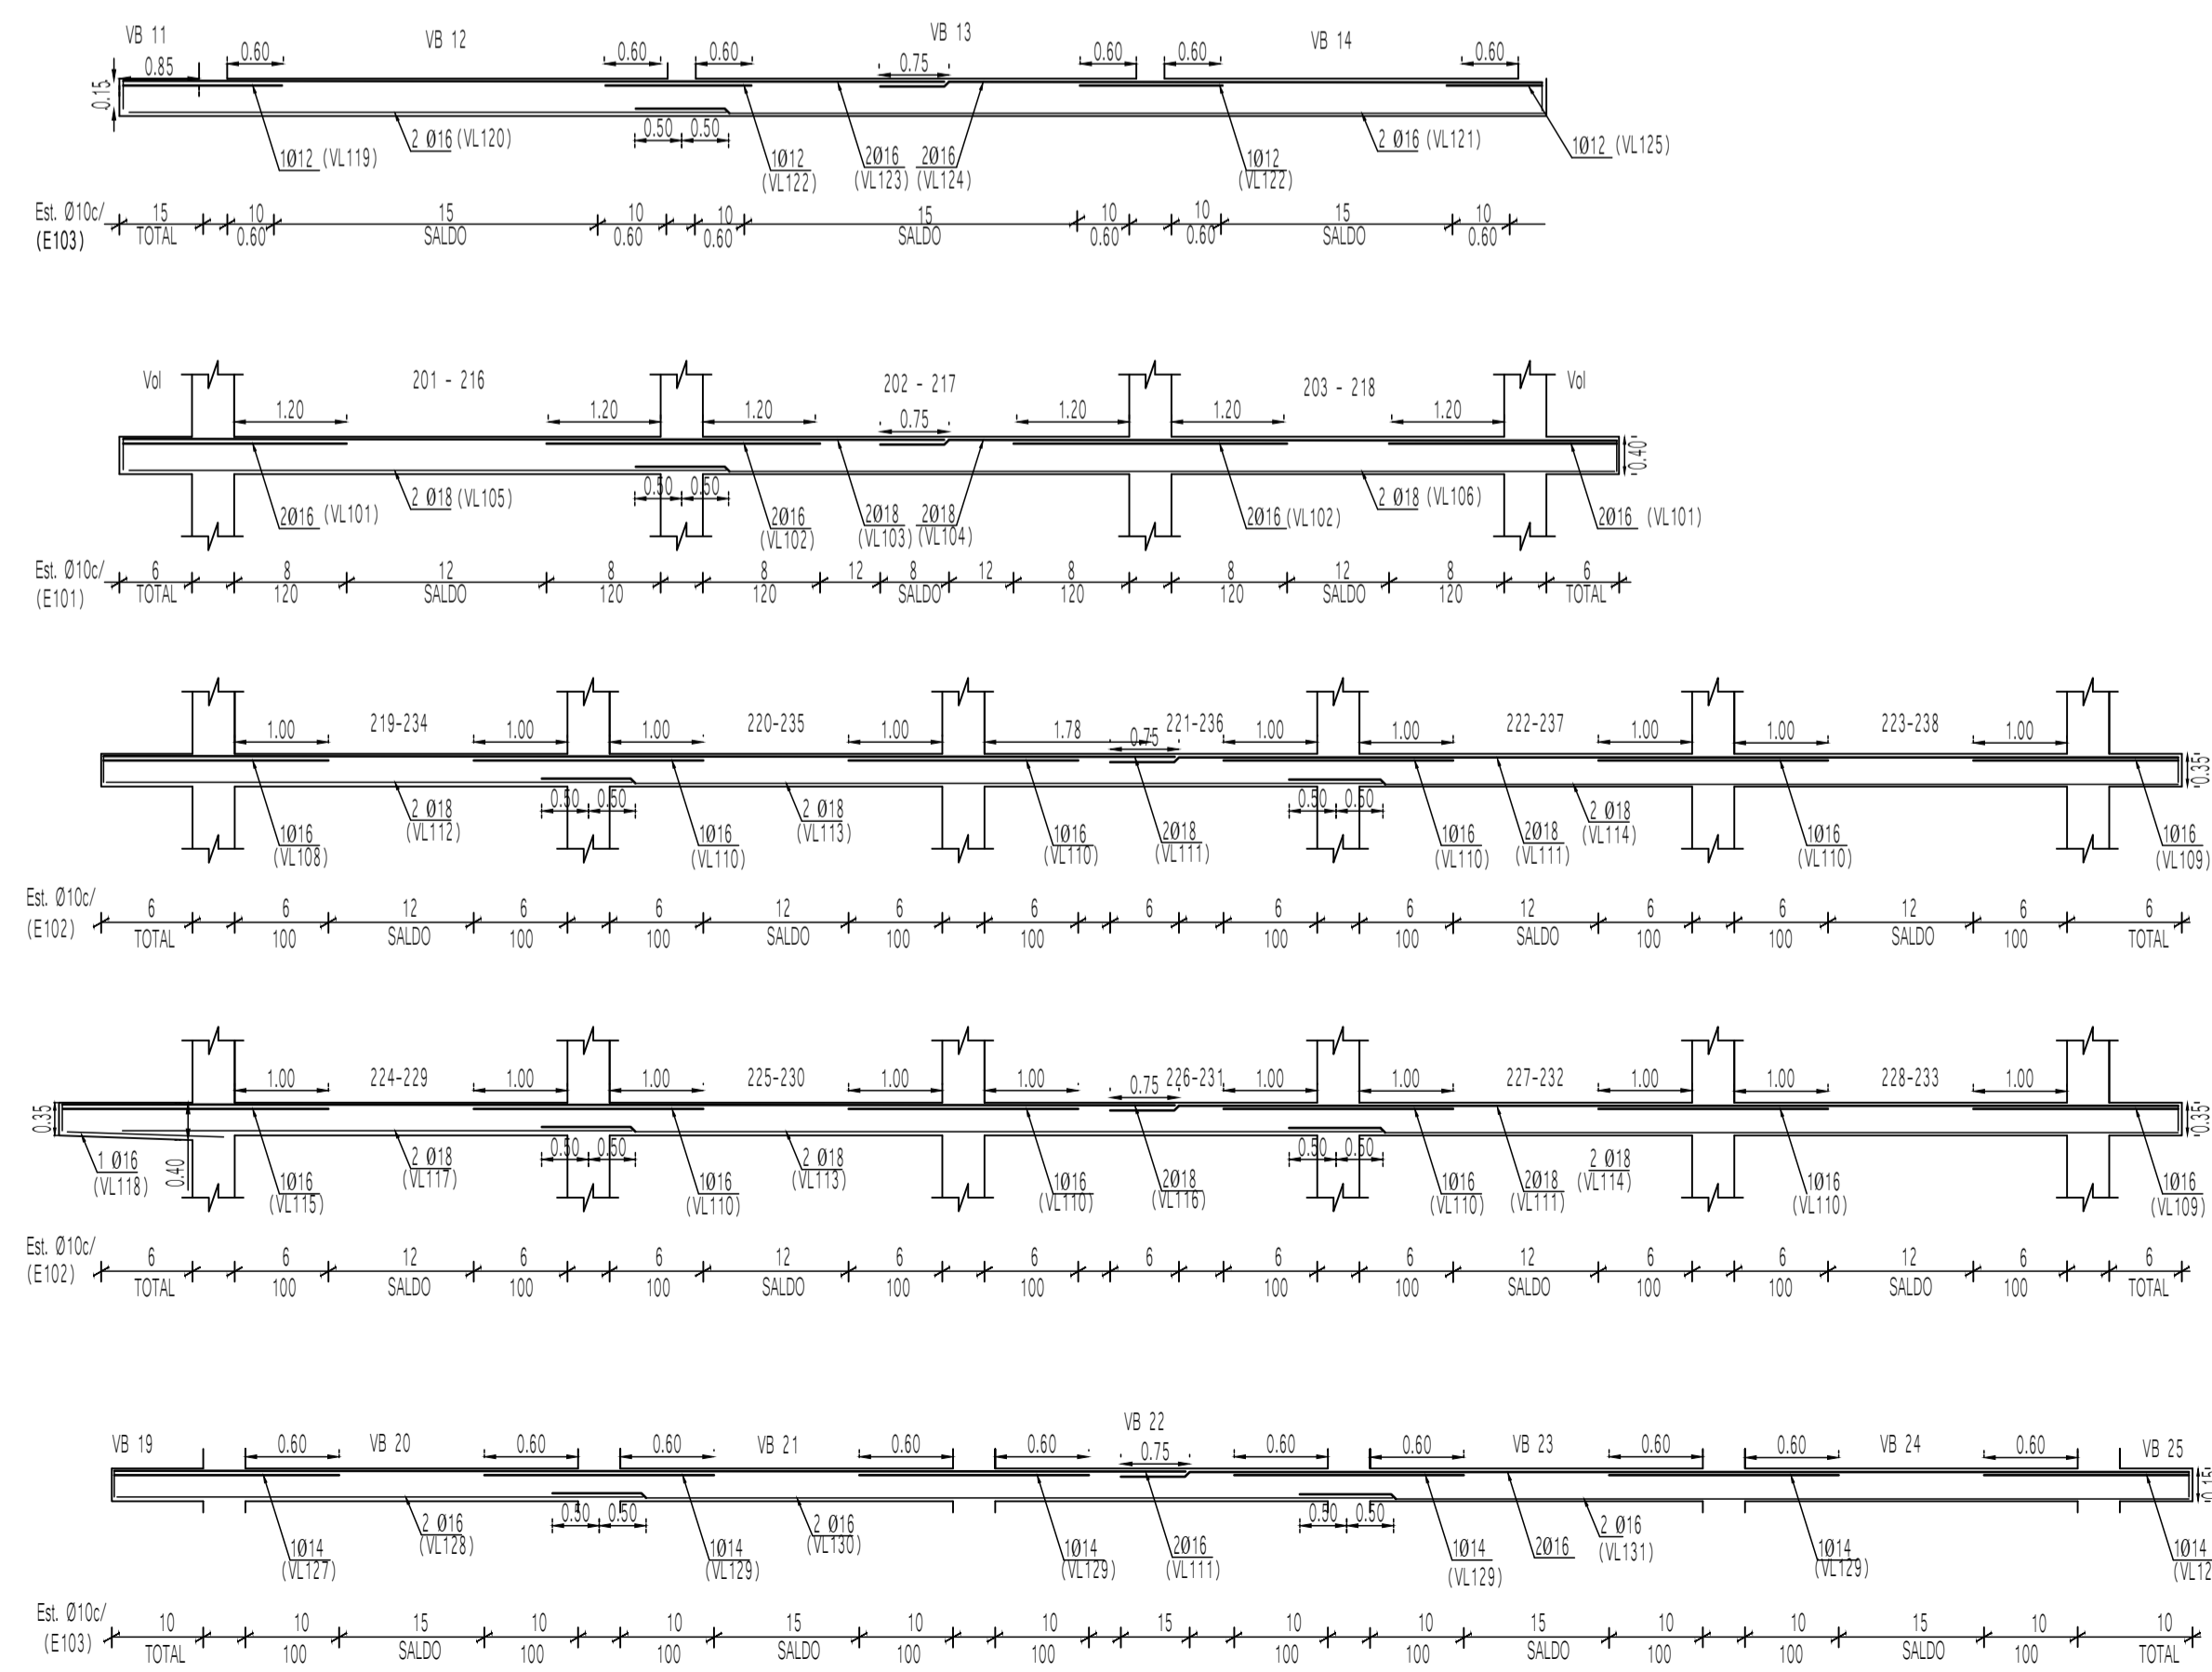 VB 11 VB 12 VB 13 VB 14
0.85 0.60 0.60 0.60 0.75 0.60 0.60 0.60
0.15
0.50 0.50
1Ø12 (VL119)
2 Ø16 (VL120)
1Ø12
(VL122)
2Ø16
(VL123)
2Ø16
(VL124)
1Ø12
(VL122)
2 Ø16 (VL121)
1Ø12 (VL125)
Est. Ø10c/ 15 10 15 10 10 15 10 10 15 10
(E103) TOTAL 0.60 SALDO 0.60 0.60 SALDO 0.60 0.60 SALDO 0.60
Vol 201 - 216 202 - 217 203 - 218 Vol
1.20 1.20 1.20 0.75 1.20 1.20 1.20
0.40
0.50 0.50
2Ø16 (VL101)
2 Ø18 (VL105)
2Ø16
(VL102)
2Ø18
(VL103)
2Ø18
(VL104)
2Ø16 (VL102)
2 Ø18 (VL106)
2Ø16 (VL101)
Est. Ø10c/ 6 8 12 8 8 12 8 12 8 8 12 8 6
(E101) TOTAL 120 SALDO 120 120 SALDO 120 120 SALDO 120 TOTAL
219-234 220-235 221-236 222-237 223-238
1.00 1.00 1.00 1.00 1.78 0.75 1.00 1.00 1.00 1.00 1.00
0.35
0.50 0.50 0.50 0.50
1Ø16
(VL108)
2 Ø18
(VL112)
1Ø16
(VL110)
2 Ø18
(VL113)
1Ø16
(VL110)
2Ø18
(VL111)
1Ø16
(VL110)
2Ø18
(VL111)
2 Ø18
(VL114)
1Ø16
(VL110)
1Ø16
(VL109)
Est. Ø10c/ 6 6 12 6 6 12 6 6 6 6 6 12 6 6 12 6 6
(E102) TOTAL 100 SALDO 100 100 SALDO 100 100 100 100 SALDO 100 100 SALDO 100 TOTAL
224-229 225-230 226-231 227-232 228-233
1.00 1.00 1.00 1.00 1.00 0.75 1.00 1.00 1.00 1.00 1.00
0.35 0.40 0.35
0.50 0.50 0.50 0.50
1 Ø16
(VL118)
1Ø16
(VL115)
2 Ø18
(VL117)
1Ø16
(VL110)
2 Ø18
(VL113)
1Ø16
(VL110)
2Ø18
(VL116)
1Ø16
(VL110)
2Ø18
(VL111)
2 Ø18
(VL114)
1Ø16
(VL110)
1Ø16
(VL109)
Est. Ø10c/ 6 6 12 6 6 12 6 6 6 6 6 12 6 6 12 6 6
(E102) TOTAL 100 SALDO 100 100 SALDO 100 100 100 100 SALDO 100 100 SALDO 100 TOTAL
VB 19 VB 20 VB 21 VB 22 VB 23 VB 24 VB 25
0.60 0.60 0.60 0.60 0.60 0.75 0.60 0.60 0.60 0.60 0.60
0.15
0.50 0.50 0.50 0.50
1Ø14
(VL127)
2 Ø16
(VL128)
1Ø14
(VL129)
2 Ø16
(VL130)
1Ø14
(VL129)
2Ø16
(VL111)
1Ø14
(VL129)
2Ø16
2 Ø16
(VL131)
1Ø14
(VL129)
1Ø14
Est. Ø10c/ 10 10 15 10 10 15 10 10 15 10 10 15 10 10 15 10 10
(E103) TOTAL 100 SALDO 100 100 SALDO 100 100 100 100 SALDO 100 100 SALDO 100 TOTAL